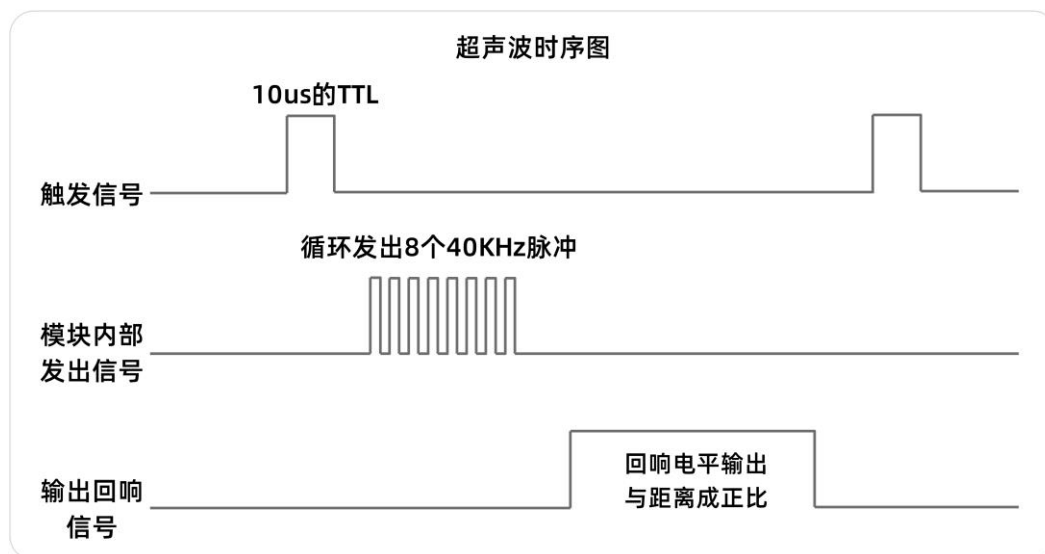 超声波时序图
10us的TTL
触发信号
循环发出8个40KHz脉冲
模块内部
发出信号
回响电平输出
与距离成正比
输出回响
信号